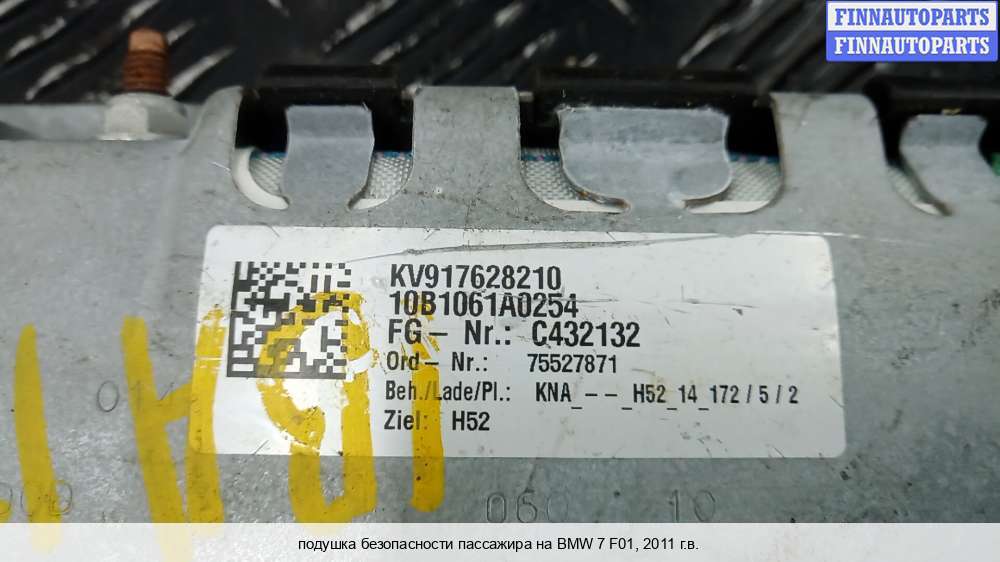 FINNAUTOPARTS
FINNAUTOPARTS
KV917628210
10B1061A0254
FG – Nr.: C432132
Ord – Nr.: 75527871
Beh./Lade/Pl.: KNA_ – – _H52_14_172 / 5 / 2
Ziel: H52
060 10
подушка безопасности пассажира на BMW 7 F01, 2011 г.в.